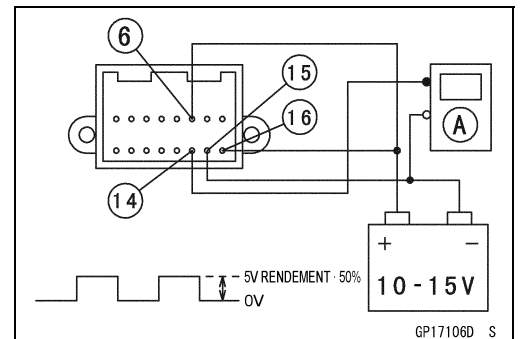 6
15
16
14
A
+ −
10-15V
5V RENDEMENT · 50%
0V
GP17106D S